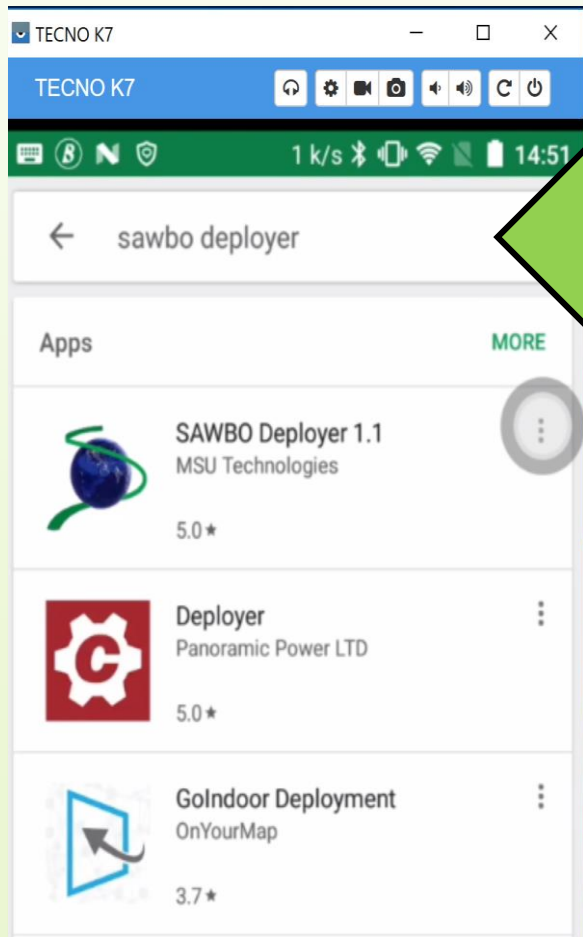 TECNO K7
TECNO K7
1 k/s 14:51
sawbo deployer
Apps MORE
SAWBO Deployer 1.1
MSU Technologies
5.0★
Deployer
Panoramic Power LTD
5.0★
GoIndoor Deployment
OnYourMap
3.7★